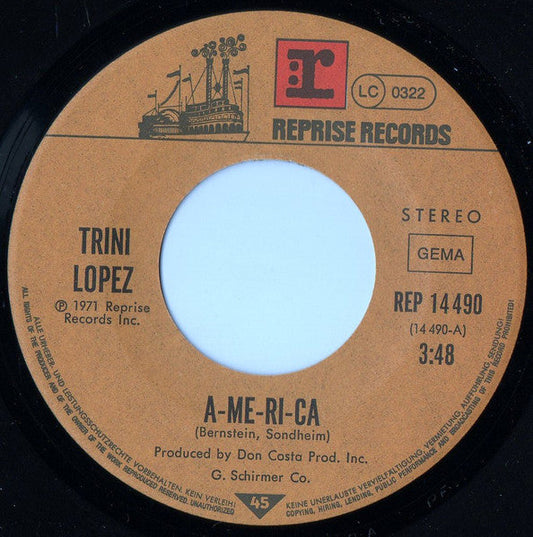 r
LC 0322
REPRISE RECORDS
STEREO
GEMA
TRINI
LOPEZ
℗ 1971 Reprise
Records Inc.
REP 14 490
(14 490-A)
3:48
A-ME-RI-CA
(Bernstein, Sondheim)
Produced by Don Costa Prod. Inc.
G. Schirmer Co.
45
ALLE URHEBER- UND LEISTUNGSSCHUTZRECHTE VORBEHALTEN. KEIN VERLEIH! KEINE UNERLAUBTE VERVIELFÄLTIGUNG, VERMIETUNG, AUFFÜHRUNG, SENDUNG!
ALL RIGHTS OF THE PRODUCER AND OF THE OWNER OF THE WORK REPRODUCED RESERVED. UNAUTHORIZED COPYING, HIRING, LENDING, PUBLIC PERFORMANCE AND BROADCASTING OF THIS RECORD PROHIBITED!